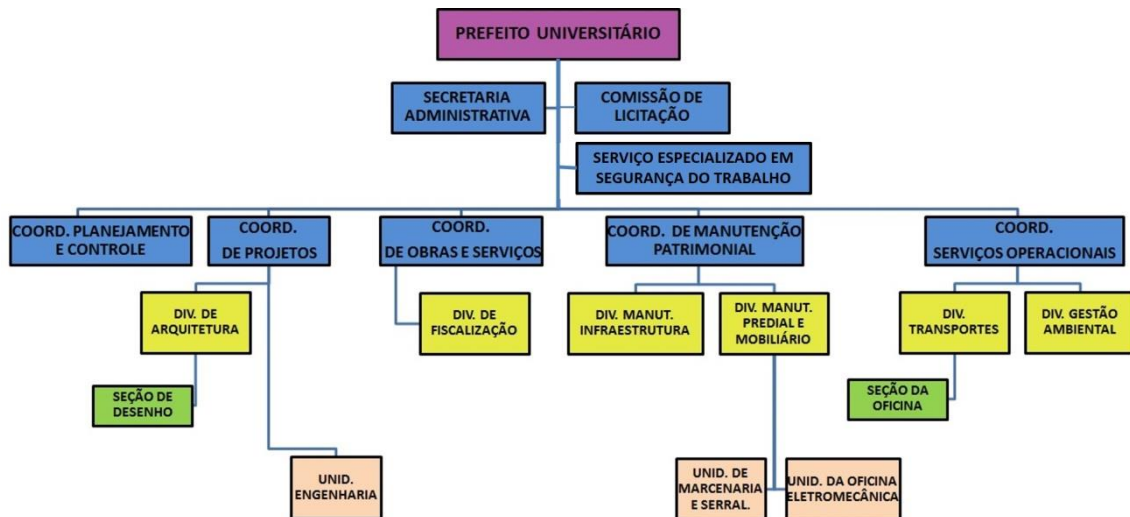 PREFEITO UNIVERSITÁRIO
SECRETARIA
ADMINISTRATIVA
COMISSÃO DE
LICITAÇÃO
SERVIÇO ESPECIALIZADO EM
SEGURANÇA DO TRABALHO
COORD. PLANEJAMENTO
E CONTROLE
COORD.
DE PROJETOS
COORD.
DE OBRAS E SERVIÇOS
COORD. DE MANUTENÇÃO
PATRIMONIAL
COORD.
SERVIÇOS OPERACIONAIS
DIV. DE
ARQUITETURA
DIV. DE
FISCALIZAÇÃO
DIV. MANUT.
INFRAESTRUTURA
DIV. MANUT.
PREDIAL E
MOBILIÁRIO
DIV.
TRANSPORTES
DIV. GESTÃO
AMBIENTAL
SEÇÃO DE
DESENHO
SEÇÃO DA
OFICINA
UNID.
ENGENHARIA
UNID. DE
MARCENARIA
E SERRAL.
UNID. DA OFICINA
ELETROMECÂNICA